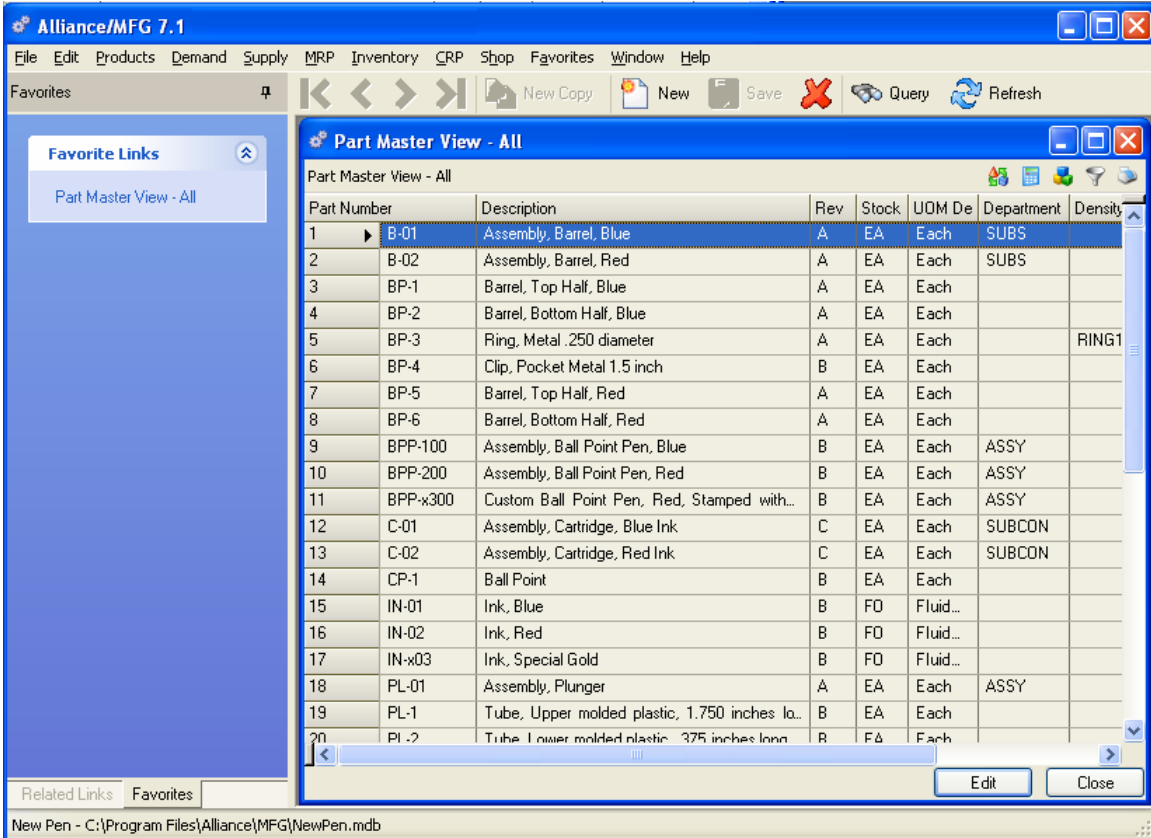 Alliance/MFG 7.1
File Edit Products Demand Supply MRP Inventory CRP Shop Favorites Window Help
Favorites New Copy New Save Query Refresh
Favorite Links
Part Master View - All
Part Master View - All
Part Master View - All
Part Number Description Rev Stock UOM De Department Density
1 B-01 Assembly, Barrel, Blue A EA Each SUBS
2 B-02 Assembly, Barrel, Red A EA Each SUBS
3 BP-1 Barrel, Top Half, Blue A EA Each
4 BP-2 Barrel, Bottom Half, Blue A EA Each
5 BP-3 Ring, Metal .250 diameter A EA Each RING1
6 BP-4 Clip, Pocket Metal 1.5 inch B EA Each
7 BP-5 Barrel, Top Half, Red A EA Each
8 BP-6 Barrel, Bottom Half, Red A EA Each
9 BPP-100 Assembly, Ball Point Pen, Blue B EA Each ASSY
10 BPP-200 Assembly, Ball Point Pen, Red B EA Each ASSY
11 BPP-x300 Custom Ball Point Pen, Red, Stamped with... B EA Each ASSY
12 C-01 Assembly, Cartridge, Blue Ink C EA Each SUBCON
13 C-02 Assembly, Cartridge, Red Ink C EA Each SUBCON
14 CP-1 Ball Point B EA Each
15 IN-01 Ink, Blue B FO Fluid...
16 IN-02 Ink, Red B FO Fluid...
17 IN-x03 Ink, Special Gold B FO Fluid...
18 PL-01 Assembly, Plunger A EA Each ASSY
19 PL-1 Tube, Upper molded plastic, 1.750 inches lo... B EA Each
20 PL-2 Tube, Lower molded plastic, .375 inches long B EA Each
Edit Close
Related Links Favorites
New Pen - C:\Program Files\Alliance\MFG\NewPen.mdb